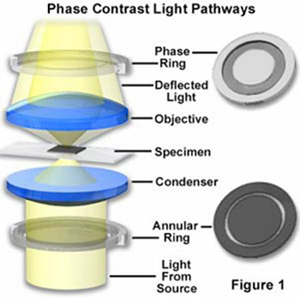 Phase Contrast Light Pathways
Phase
Ring
Deflected
Light
Objective
Specimen
Condenser
Annular
Ring
Light
From
Source
Figure 1